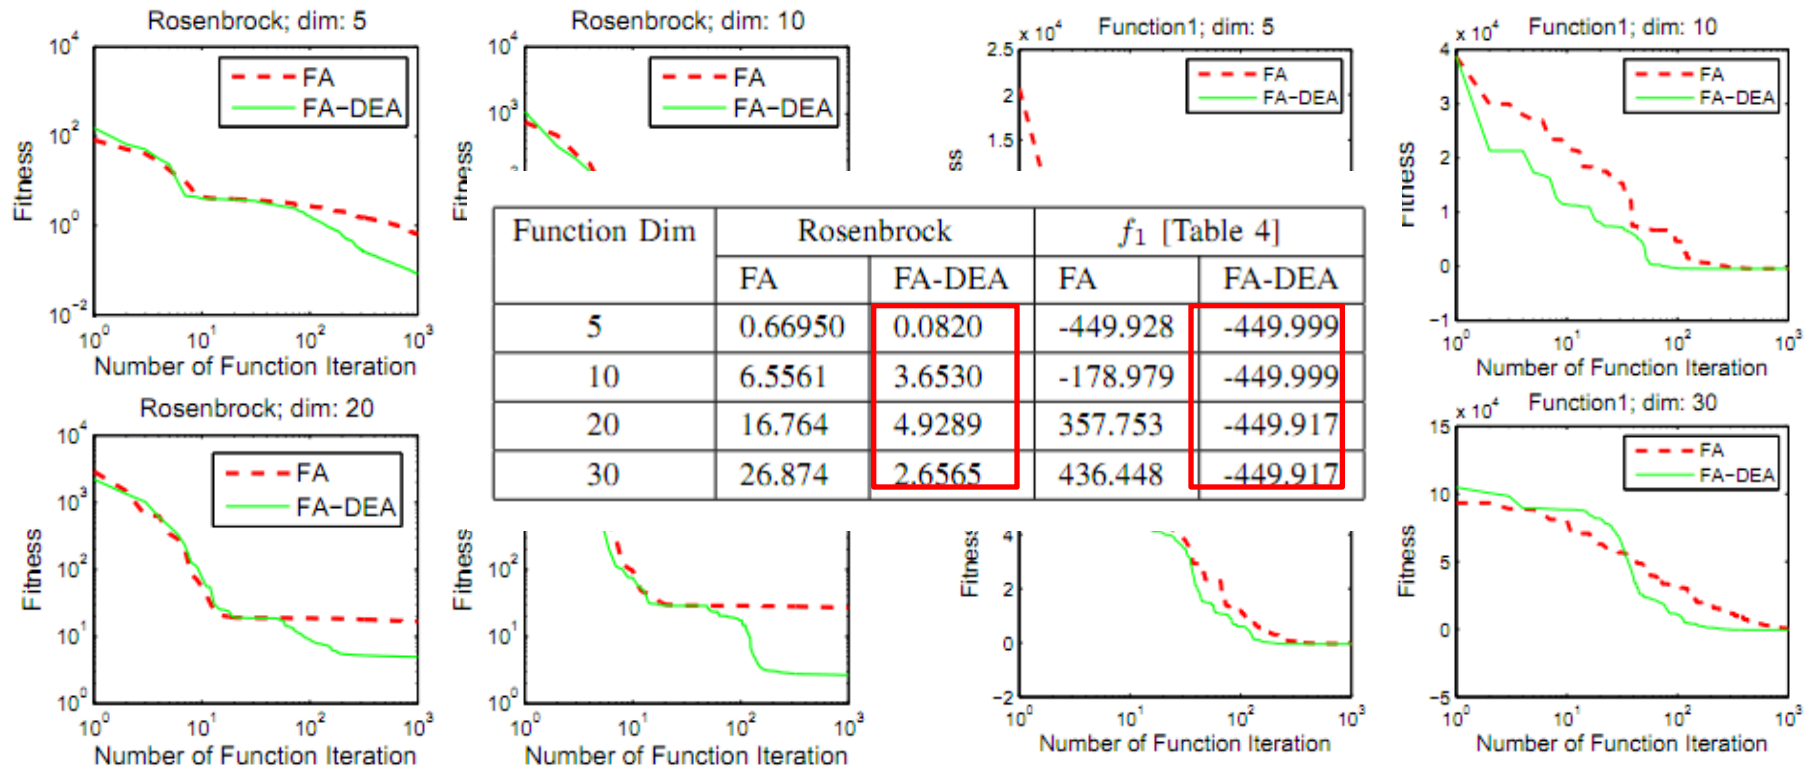 Rosenbrock; dim: 5
10^4
10^2
10^0
10^-2
Fitness
FA
FA-DEA
10^0 10^1 10^2 10^3
Number of Function Iteration
Rosenbrock; dim: 10
10^4
10^3
Fitness
FA
FA-DEA
Function1; dim: 5
x 10^4
2.5
2
1.5
ss
FA
FA-DEA
Function1; dim: 10
x 10^4
4
3
2
1
0
-1
Fitness
FA
FA-DEA
10^0 10^1 10^2 10^3
Number of Function Iteration
Function Dim Rosenbrock f1 [Table 4]
FA FA-DEA FA FA-DEA
5 0.66950 0.0820 -449.928 -449.999
10 6.5561 3.6530 -178.979 -449.999
20 16.764 4.9289 357.753 -449.917
30 26.874 2.6565 436.448 -449.917
Rosenbrock; dim: 20
10^4
10^3
10^2
10^1
10^0
Fitness
FA
FA-DEA
10^0 10^1 10^2 10^3
Number of Function Iteration
10^2
10^1
10^0
Fitness
10^0 10^1 10^2 10^3
Number of Function Iteration
4
2
0
-2
Fitness
10^0 10^1 10^2 10^3
Number of Function Iteration
Function1; dim: 30
x 10^4
15
10
5
0
-5
Fitness
FA
FA-DEA
10^0 10^1 10^2 10^3
Number of Function Iteration